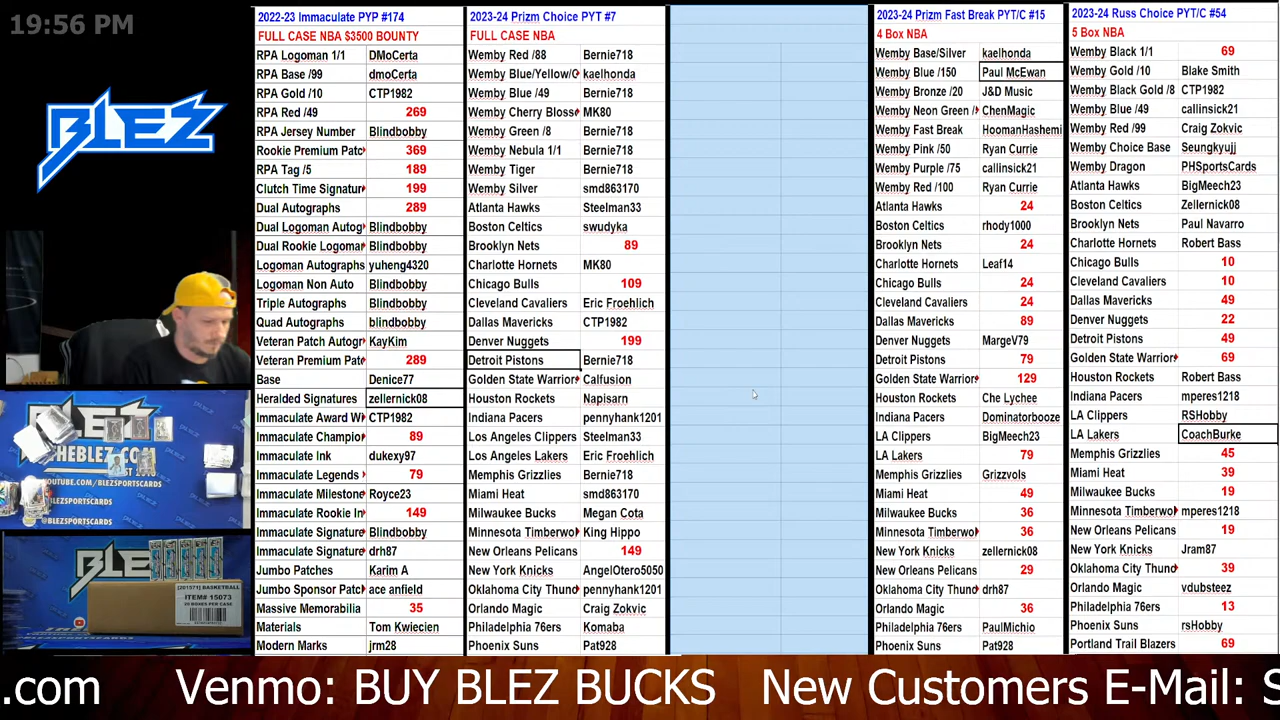 19:56 PM
BLEZ
THEBLEZ.COM
YOUTUBE.COM/BLEZSPORTSCARDS
@BLEZSPORTSCARDS
@BLEZSPORTSCARDS
BLEZ
[201571] BASKETBALL
ITEM# 15073
20 BOXES PER CASE
2022-23 Immaculate PYP #174
FULL CASE NBA $3500 BOUNTY
RPA Logoman 1/1 DMoCerta
RPA Base /99 dmoCerta
RPA Gold /10 CTP1982
RPA Red /49 269
RPA Jersey Number Blindbobby
Rookie Premium Patc 369
RPA Tag /5 189
Clutch Time Signatur 199
Dual Autographs 289
Dual Logoman Autog Blindbobby
Dual Rookie Logoma Blindbobby
Logoman Autographs yuheng4320
Logoman Non Auto Blindbobby
Triple Autographs Blindbobby
Quad Autographs blindbobby
Veteran Patch Autogr KayKim
Veteran Premium Pat 289
Base Denice77
Heralded Signatures zellernick08
Immaculate Award Wi CTP1982
Immaculate Champio 89
Immaculate Ink dukexy97
Immaculate Legends 79
Immaculate Milestone Royce23
Immaculate Rookie In 149
Immaculate Signature Blindbobby
Immaculate Signature drh87
Jumbo Patches Karim A
Jumbo Sponsor Patc ace anfield
Massive Memorabilia 35
Materials Tom Kwiecien
Modern Marks jrm28
2023-24 Prizm Choice PYT #7
FULL CASE NBA
Wemby Red /88 Bernie718
Wemby Blue/Yellow/G kaelhonda
Wemby Blue /49 Bernie718
Wemby Cherry Bloss MK80
Wemby Green /8 Bernie718
Wemby Nebula 1/1 Bernie718
Wemby Tiger Bernie718
Wemby Silver smd863170
Atlanta Hawks Steelman33
Boston Celtics swudyka
Brooklyn Nets 89
Charlotte Hornets MK80
Chicago Bulls 109
Cleveland Cavaliers Eric Froehlich
Dallas Mavericks CTP1982
Denver Nuggets 199
Detroit Pistons Bernie718
Golden State Warrior Calfusion
Houston Rockets Napisarn
Indiana Pacers pennyhank1201
Los Angeles Clippers Steelman33
Los Angeles Lakers Eric Froehlich
Memphis Grizzlies Bernie718
Miami Heat smd863170
Milwaukee Bucks Megan Cota
Minnesota Timberwo King Hippo
New Orleans Pelicans 149
New York Knicks AngelOtero5050
Oklahoma City Thund pennyhank1201
Orlando Magic Craig Zokvic
Philadelphia 76ers Komaba
Phoenix Suns Pat928
2023-24 Prizm Fast Break PYT/C #15
4 Box NBA
Wemby Base/Silver kaelhonda
Wemby Blue /150 Paul McEwan
Wemby Bronze /20 J&D Music
Wemby Neon Green / ChenMagic
Wemby Fast Break HoomanHashemi
Wemby Pink /50 Ryan Currie
Wemby Purple /75 callinsick21
Wemby Red /100 Ryan Currie
Atlanta Hawks 24
Boston Celtics rhody1000
Brooklyn Nets 24
Charlotte Hornets Leaf14
Chicago Bulls 24
Cleveland Cavaliers 24
Dallas Mavericks 89
Denver Nuggets MargeV79
Detroit Pistons 79
Golden State Warrior 129
Houston Rockets Che Lychee
Indiana Pacers Dominatorbooze
LA Clippers BigMeech23
LA Lakers 79
Memphis Grizzlies Grizzvols
Miami Heat 49
Milwaukee Bucks 36
Minnesota Timberwo 36
New York Knicks zellernick08
New Orleans Pelicans 29
Oklahoma City Thund drh87
Orlando Magic 36
Philadelphia 76ers PaulMichio
Phoenix Suns Pat928
2023-24 Russ Choice PYT/C #54
5 Box NBA
Wemby Black 1/1 69
Wemby Gold /10 Blake Smith
Wemby Black Gold /8 CTP1982
Wemby Blue /49 callinsick21
Wemby Red /99 Craig Zokvic
Wemby Choice Base Seungkyujj
Wemby Dragon PHSportsCards
Atlanta Hawks BigMeech23
Boston Celtics Zellernick08
Brooklyn Nets Paul Navarro
Charlotte Hornets Robert Bass
Chicago Bulls 10
Cleveland Cavaliers 10
Dallas Mavericks 49
Denver Nuggets 22
Detroit Pistons 49
Golden State Warrior 69
Houston Rockets Robert Bass
Indiana Pacers mperes1218
LA Clippers RSHobby
LA Lakers CoachBurke
Memphis Grizzlies 45
Miami Heat 39
Milwaukee Bucks 19
Minnesota Timberwo mperes1218
New Orleans Pelicans 19
New York Knicks Jram87
Oklahoma City Thund 39
Orlando Magic vdubsteez
Philadelphia 76ers 13
Phoenix Suns rsHobby
Portland Trail Blazers 69
.com Venmo: BUY BLEZ BUCKS New Customers E-Mail: S